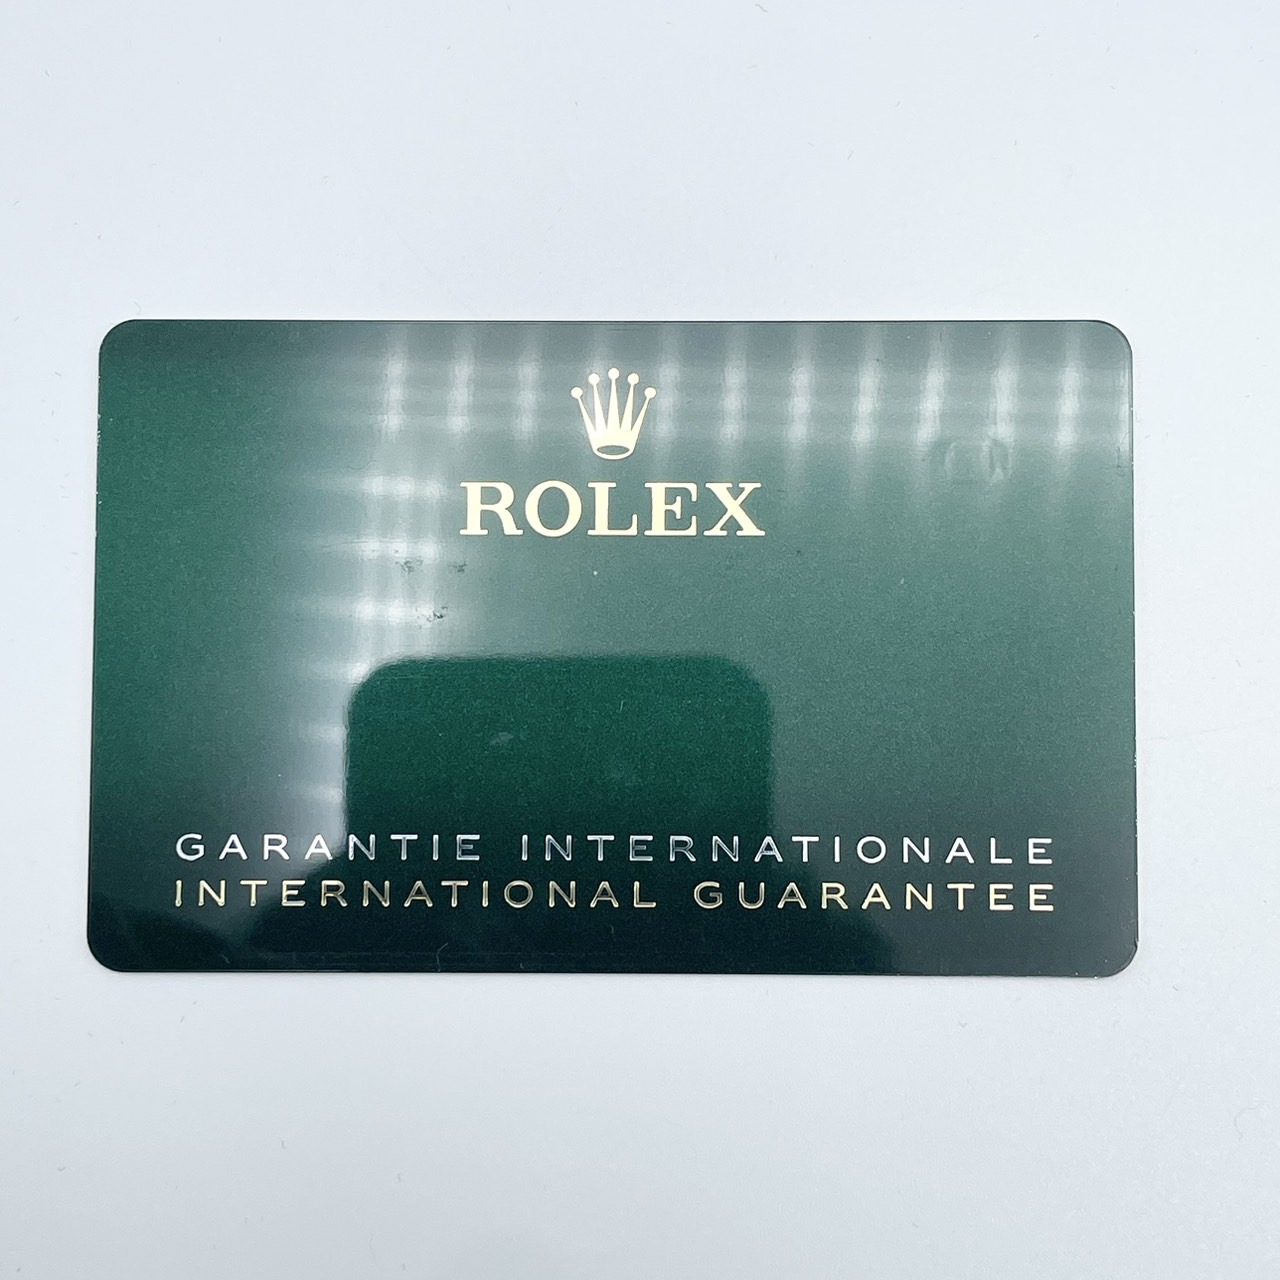 ROLEX
GARANTIE INTERNATIONALE
INTERNATIONAL GUARANTEE